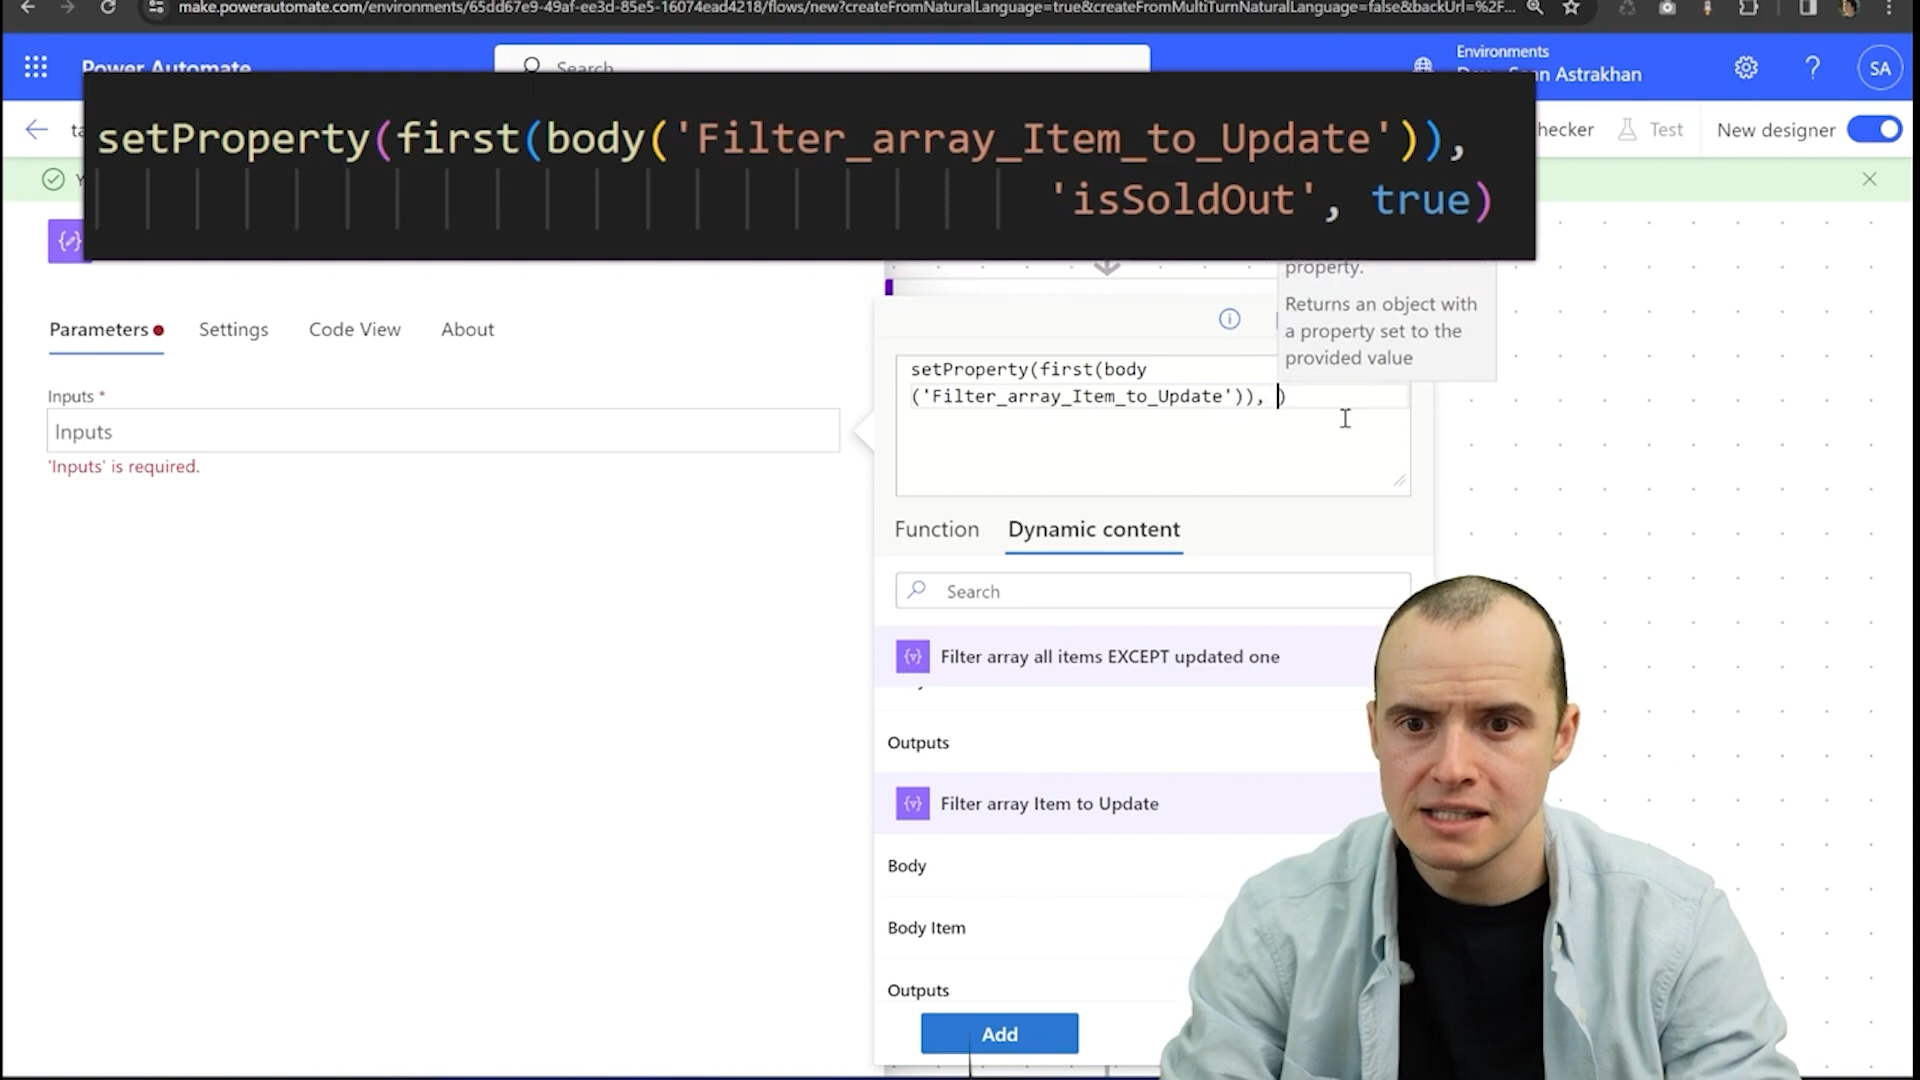 make.powerautomate.com/environments/65dd67e9-49af-ee3d-85e5-16074ead4218/flows/new?createFromNaturalLanguage=true&createFromMultiTurnNaturalLanguage=false&backUrl=%2F...
Power Automate
Search
Environments
Sean Astrakhan
SA
setProperty(first(body('Filter_array_Item_to_Update')),
'isSoldOut', true)
hecker
Test
New designer
property.
Returns an object with
a property set to the
provided value
Parameters
Settings
Code View
About
Inputs *
Inputs
'Inputs' is required.
setProperty(first(body
('Filter_array_Item_to_Update')), )
Function
Dynamic content
Search
Filter array all items EXCEPT updated one
Outputs
Filter array Item to Update
Body
Body Item
Outputs
Add